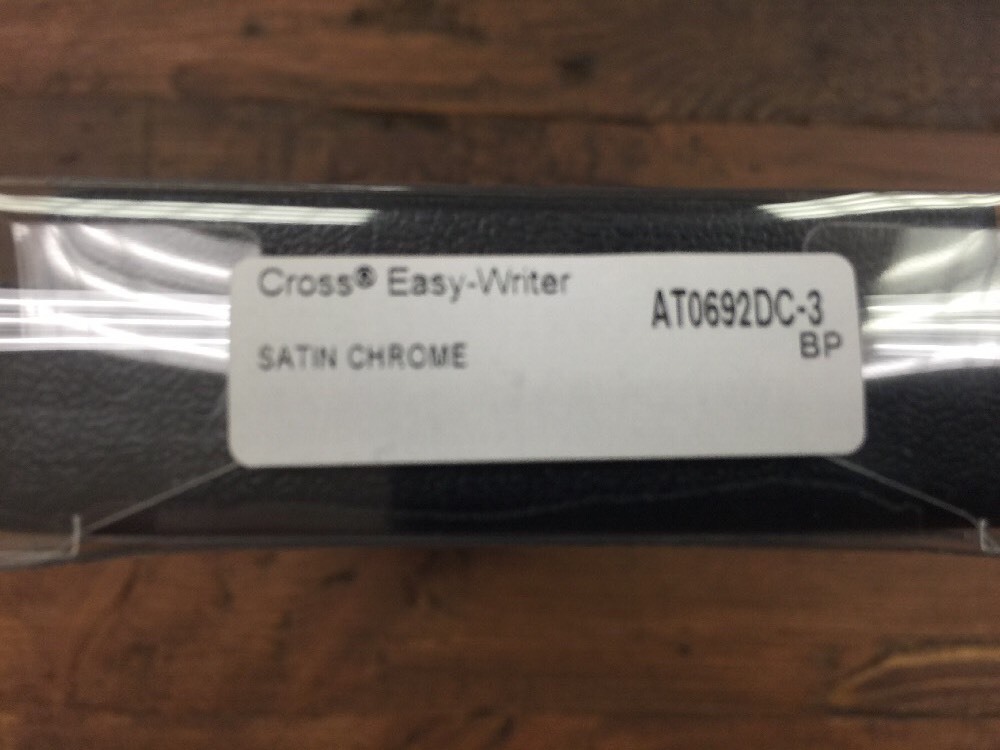 Cross® Easy-Writer
AT0692DC-3
BP
SATIN CHROME